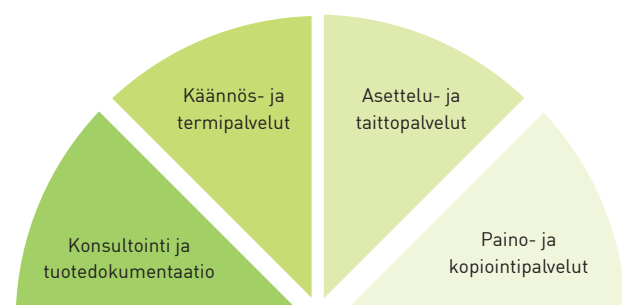 Käännös- ja
termipalvelut
Asettelu- ja
taittopalvelut
Konsultointi ja
tuotedokumentaatio
Paino- ja
kopiointipalvelut